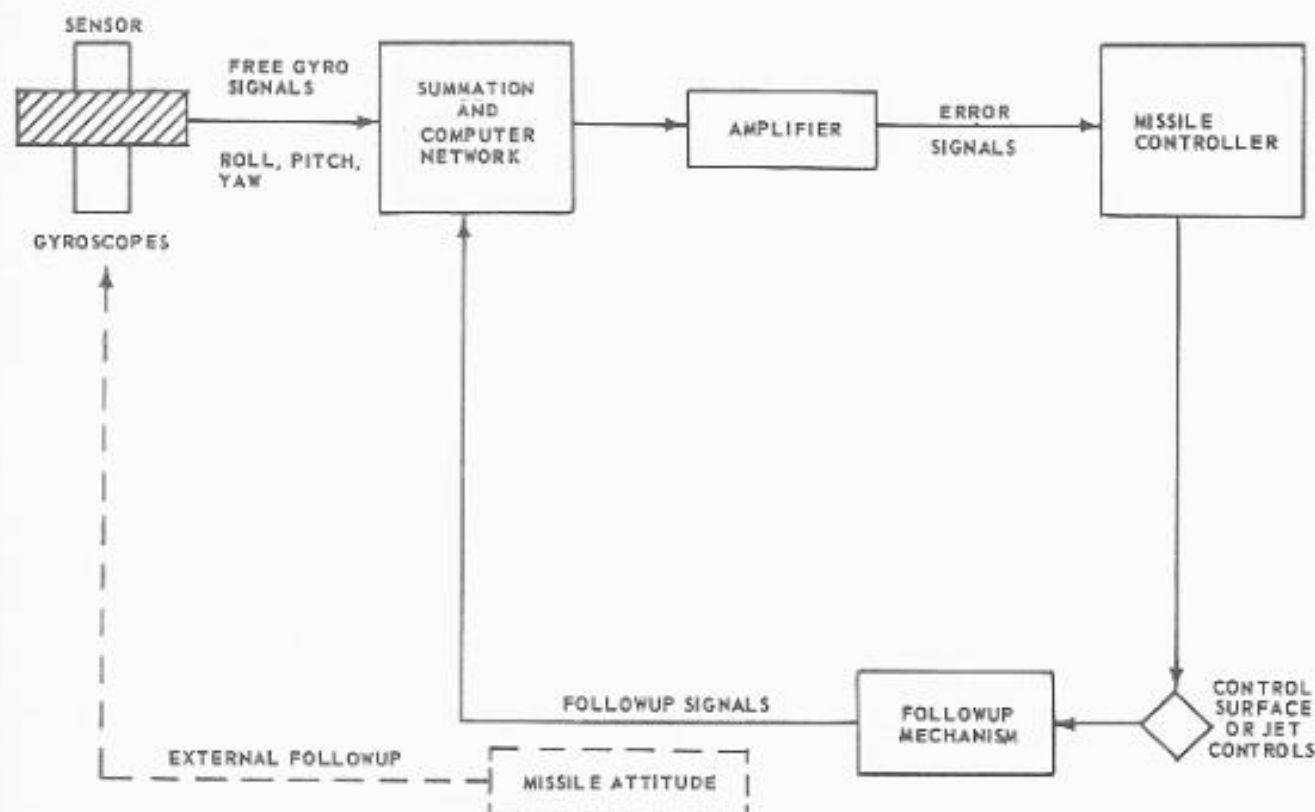 SENSOR
FREE GYRO
SIGNALS
ROLL, PITCH,
YAW
GYROSCOPES
SUMMATION
AND
COMPUTER
NETWORK
AMPLIFIER
ERROR
SIGNALS
MISSILE
CONTROLLER
CONTROL
SURFACE
OR JET
CONTROLS
FOLLOWUP
MECHANISM
FOLLOWUP SIGNALS
EXTERNAL FOLLOWUP
MISSILE ATTITUDE